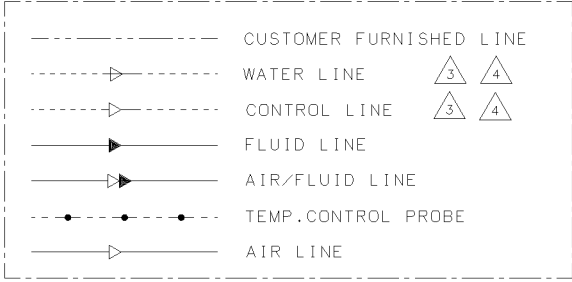 CUSTOMER FURNISHED LINE
WATER LINE 3 4
CONTROL LINE 3 4
FLUID LINE
AIR/FLUID LINE
TEMP.CONTROL PROBE
AIR LINE